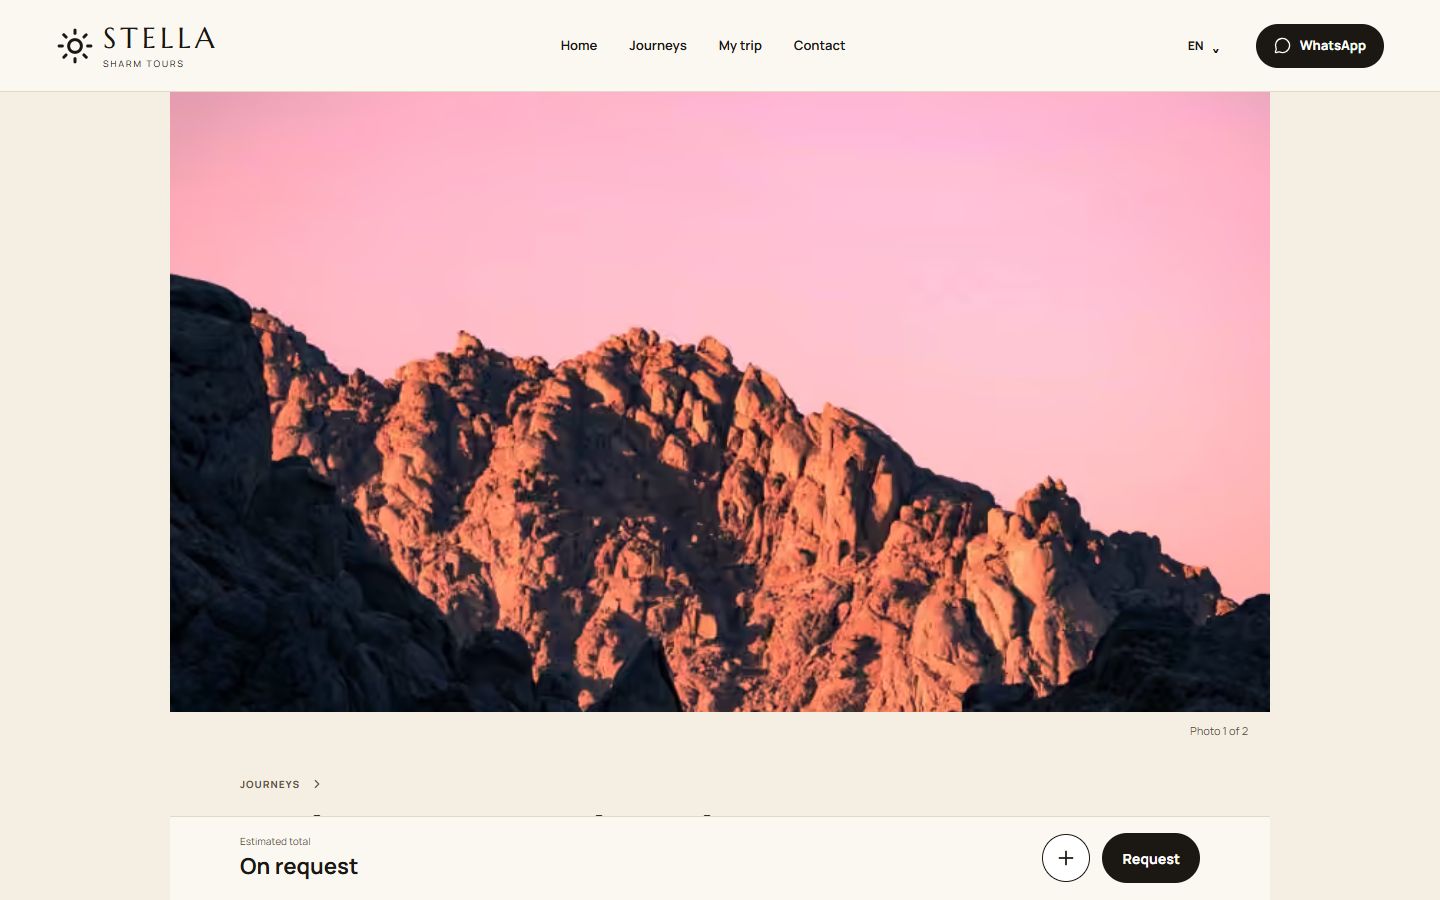 STELLA
SHARM TOURS
Home
Journeys
My trip
Contact
EN
WhatsApp
Photo 1 of 2
JOURNEYS
Estimated total
On request
Request